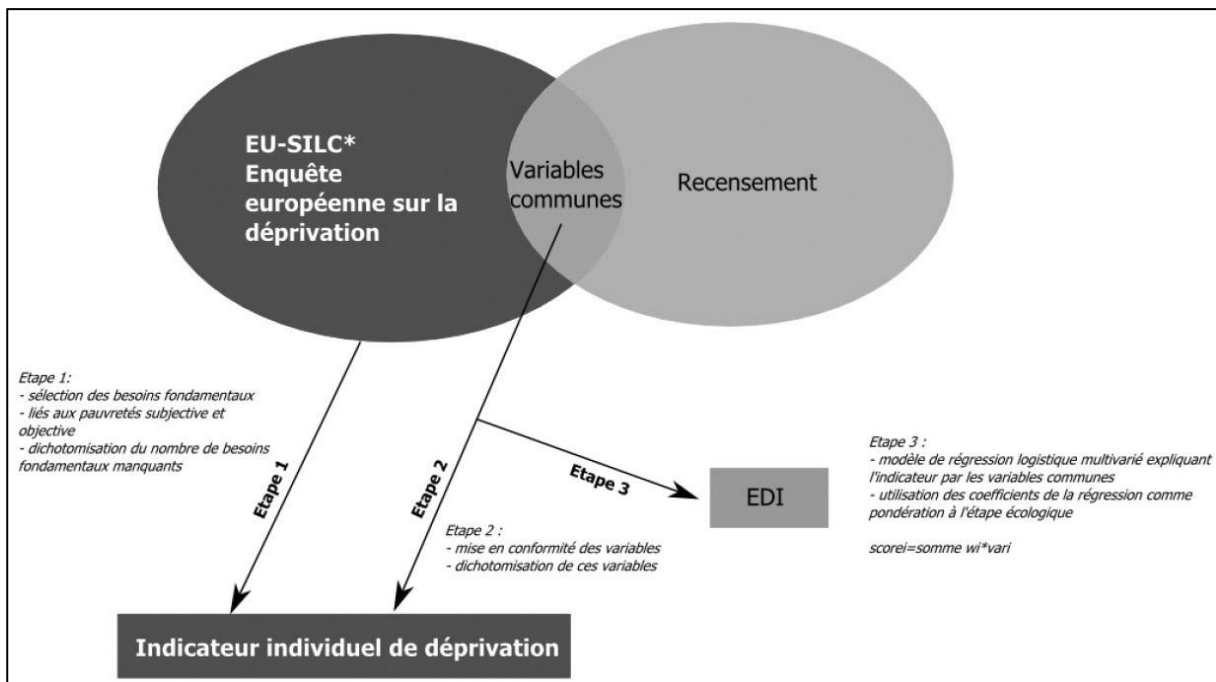 EU-SILC*
Enquête
européenne sur la
déprivation
Variables
communes
Recensement
Etape 1:
- sélection des besoins fondamentaux
- liés aux pauvretés subjective et
objective
- dichotomisation du nombre de besoins
fondamentaux manquants
Etape 1
Etape 2
Etape 3
EDI
Etape 3 :
- modèle de régression logistique multivarié expliquant
l'indicateur par les variables communes
- utilisation des coefficients de la régression comme
pondération à l'étape écologique
scorei=somme wi*vari
Etape 2 :
- mise en conformité des variables
- dichotomisation de ces variables
Indicateur individuel de déprivation